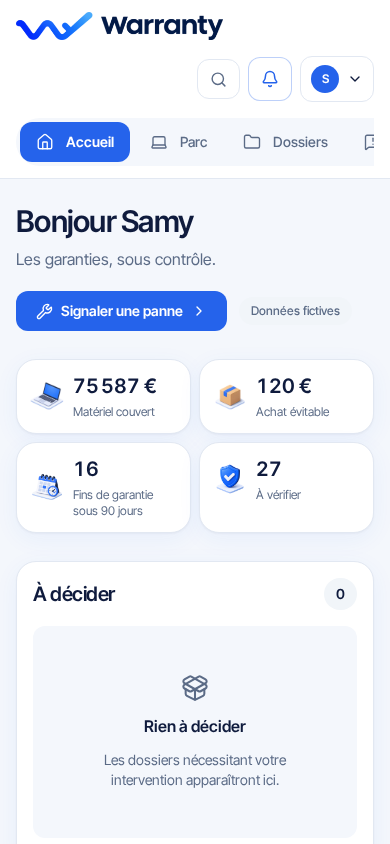 Warranty
S
Accueil
Parc
Dossiers
Bonjour Samy
Les garanties, sous contrôle.
Signaler une panne
Données fictives
75 587 €
Matériel couvert
120 €
Achat évitable
16
Fins de garantie
sous 90 jours
27
À vérifier
À décider
0
Rien à décider
Les dossiers nécessitant votre
intervention apparaîtront ici.